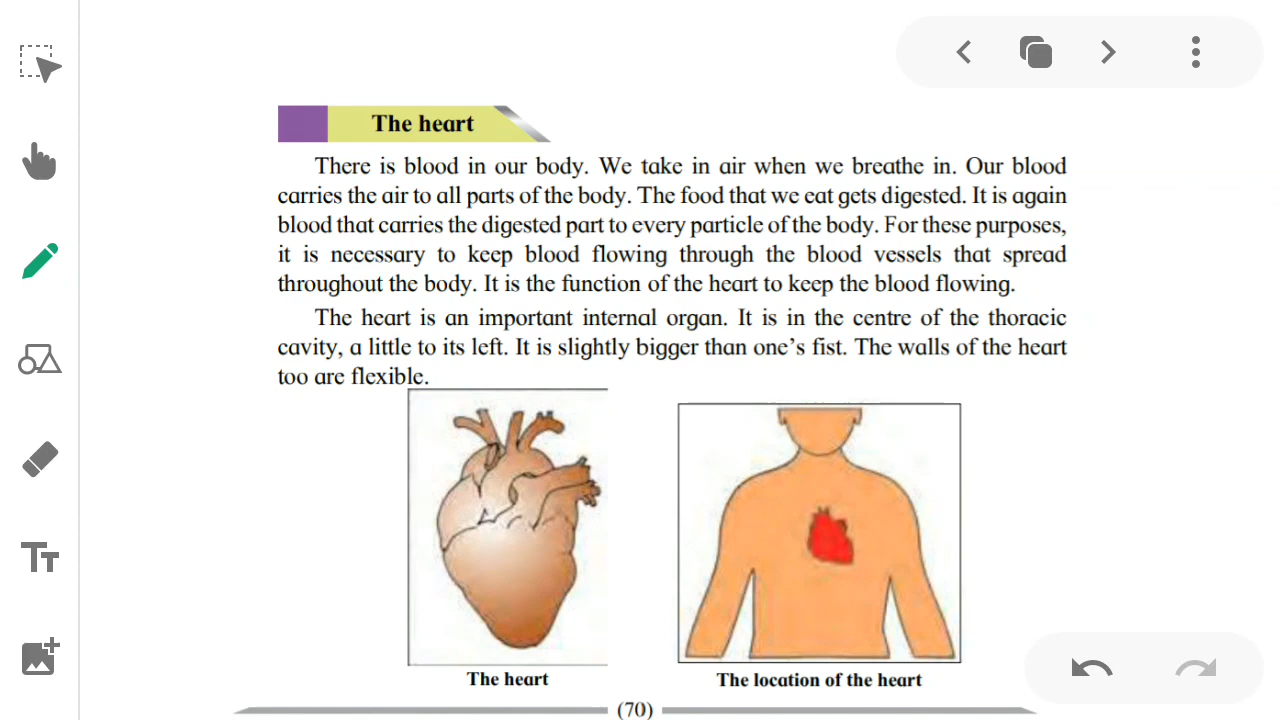 The heart
There is blood in our body. We take in air when we breathe in. Our blood
carries the air to all parts of the body. The food that we eat gets digested. It is again
blood that carries the digested part to every particle of the body. For these purposes,
it is necessary to keep blood flowing through the blood vessels that spread
throughout the body. It is the function of the heart to keep the blood flowing.
The heart is an important internal organ. It is in the centre of the thoracic
cavity, a little to its left. It is slightly bigger than one’s fist. The walls of the heart
too are flexible.
The heart
The location of the heart
(70)